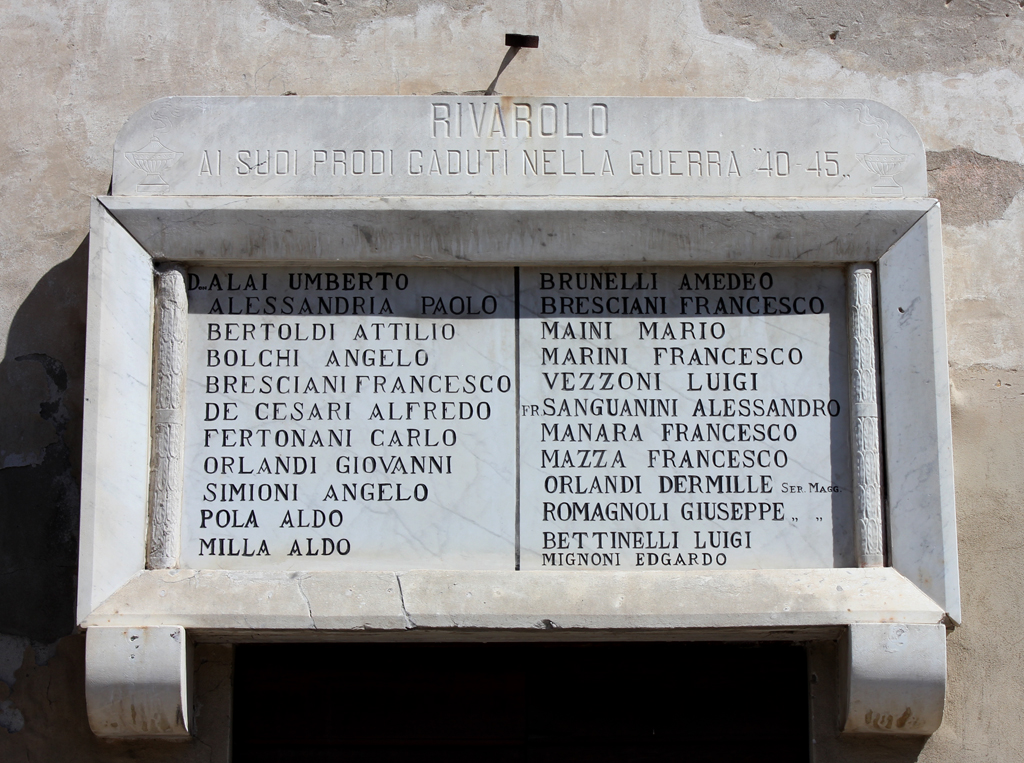 RIVAROLO
AI SUOI PRODI CADUTI NELLA GUERRA "40-45„
D... ALAI UMBERTO
ALESSANDRIA PAOLO
BERTOLDI ATTILIO
BOLCHI ANGELO
BRESCIANI FRANCESCO
DE CESARI ALFREDO
FERTONANI CARLO
ORLANDI GIOVANNI
SIMIONI ANGELO
POLA ALDO
MILLA ALDO
BRUNELLI AMEDEO
BRESCIANI FRANCESCO
MAINI MARIO
MARINI FRANCESCO
VEZZONI LUIGI
FR. SANGUANINI ALESSANDRO
MANARA FRANCESCO
MAZZA FRANCESCO
ORLANDI DERMILLE SER. MAGG.
ROMAGNOLI GIUSEPPE „ „
BETTINELLI LUIGI
MIGNONI EDGARDO